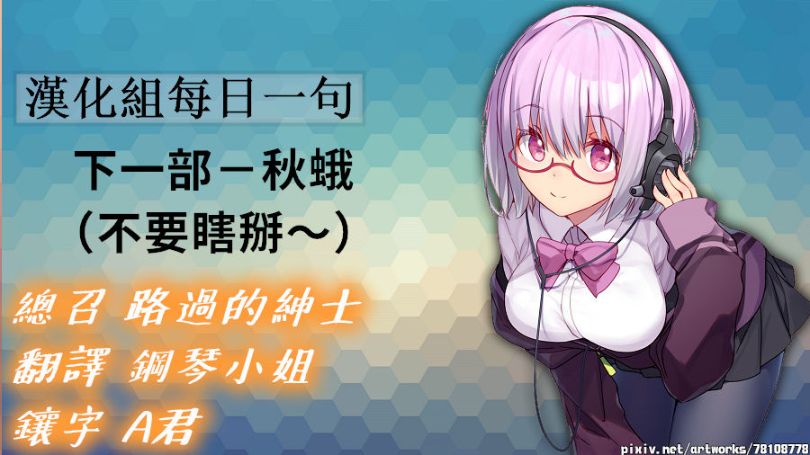 漢化組每日一句
下一部－秋蛾
（不要瞎掰～）
總召 路過的紳士
翻譯 鋼琴小姐
鑲字 A君
pixiv.net/artworks/78108778